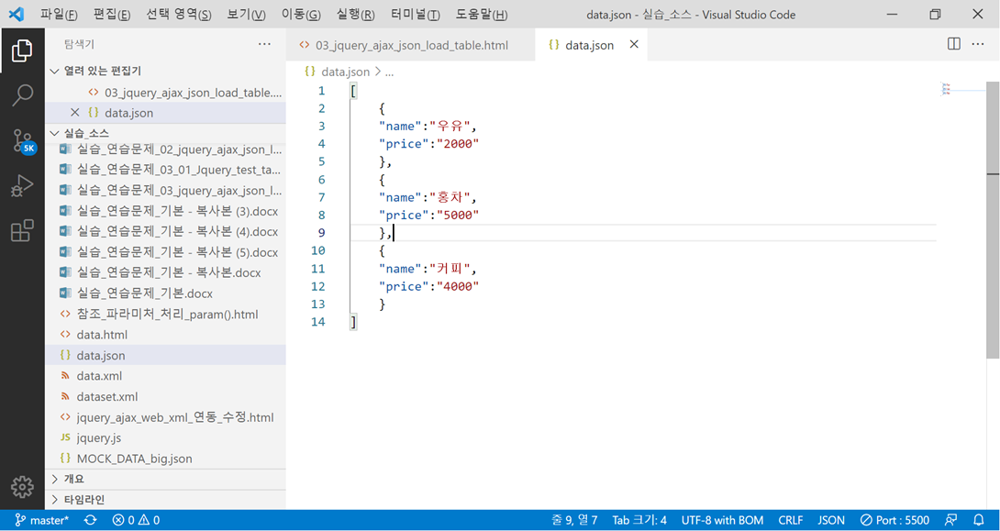 파일(F) 편집(E) 선택 영역(S) 보기(V) 이동(G) 실행(R) 터미널(T) 도움말(H) data.json - 실습_소스 - Visual Studio Code
탐색기
열려 있는 편집기
03_jquery_ajax_json_load_table....
data.json
실습_소스
실습_연습문제_02_jquery_ajax_json_l...
실습_연습문제_03_01_Jquery_test_ta...
실습_연습문제_03_jquery_ajax_json_l...
실습_연습문제_기본 - 복사본 (3).docx
실습_연습문제_기본 - 복사본 (4).docx
실습_연습문제_기본 - 복사본 (5).docx
실습_연습문제_기본 - 복사본.docx
실습_연습문제_기본.docx
참조_파라미처_처리_param().html
data.html
data.json
data.xml
dataset.xml
jquery_ajax_web_xml_연동_수정.html
JS jquery.js
MOCK_DATA_big.json
개요
타임라인
5K
03_jquery_ajax_json_load_table.html
data.json
data.json > ...
1 [
2 {
3 "name":"우유",
4 "price":"2000"
5 },
6 {
7 "name":"홍차",
8 "price":"5000"
9 },
10 {
11 "name":"커피",
12 "price":"4000"
13 }
14 ]
master* 0 0 줄 9, 열 7 Tab 크기: 4 UTF-8 with BOM CRLF JSON Port : 5500